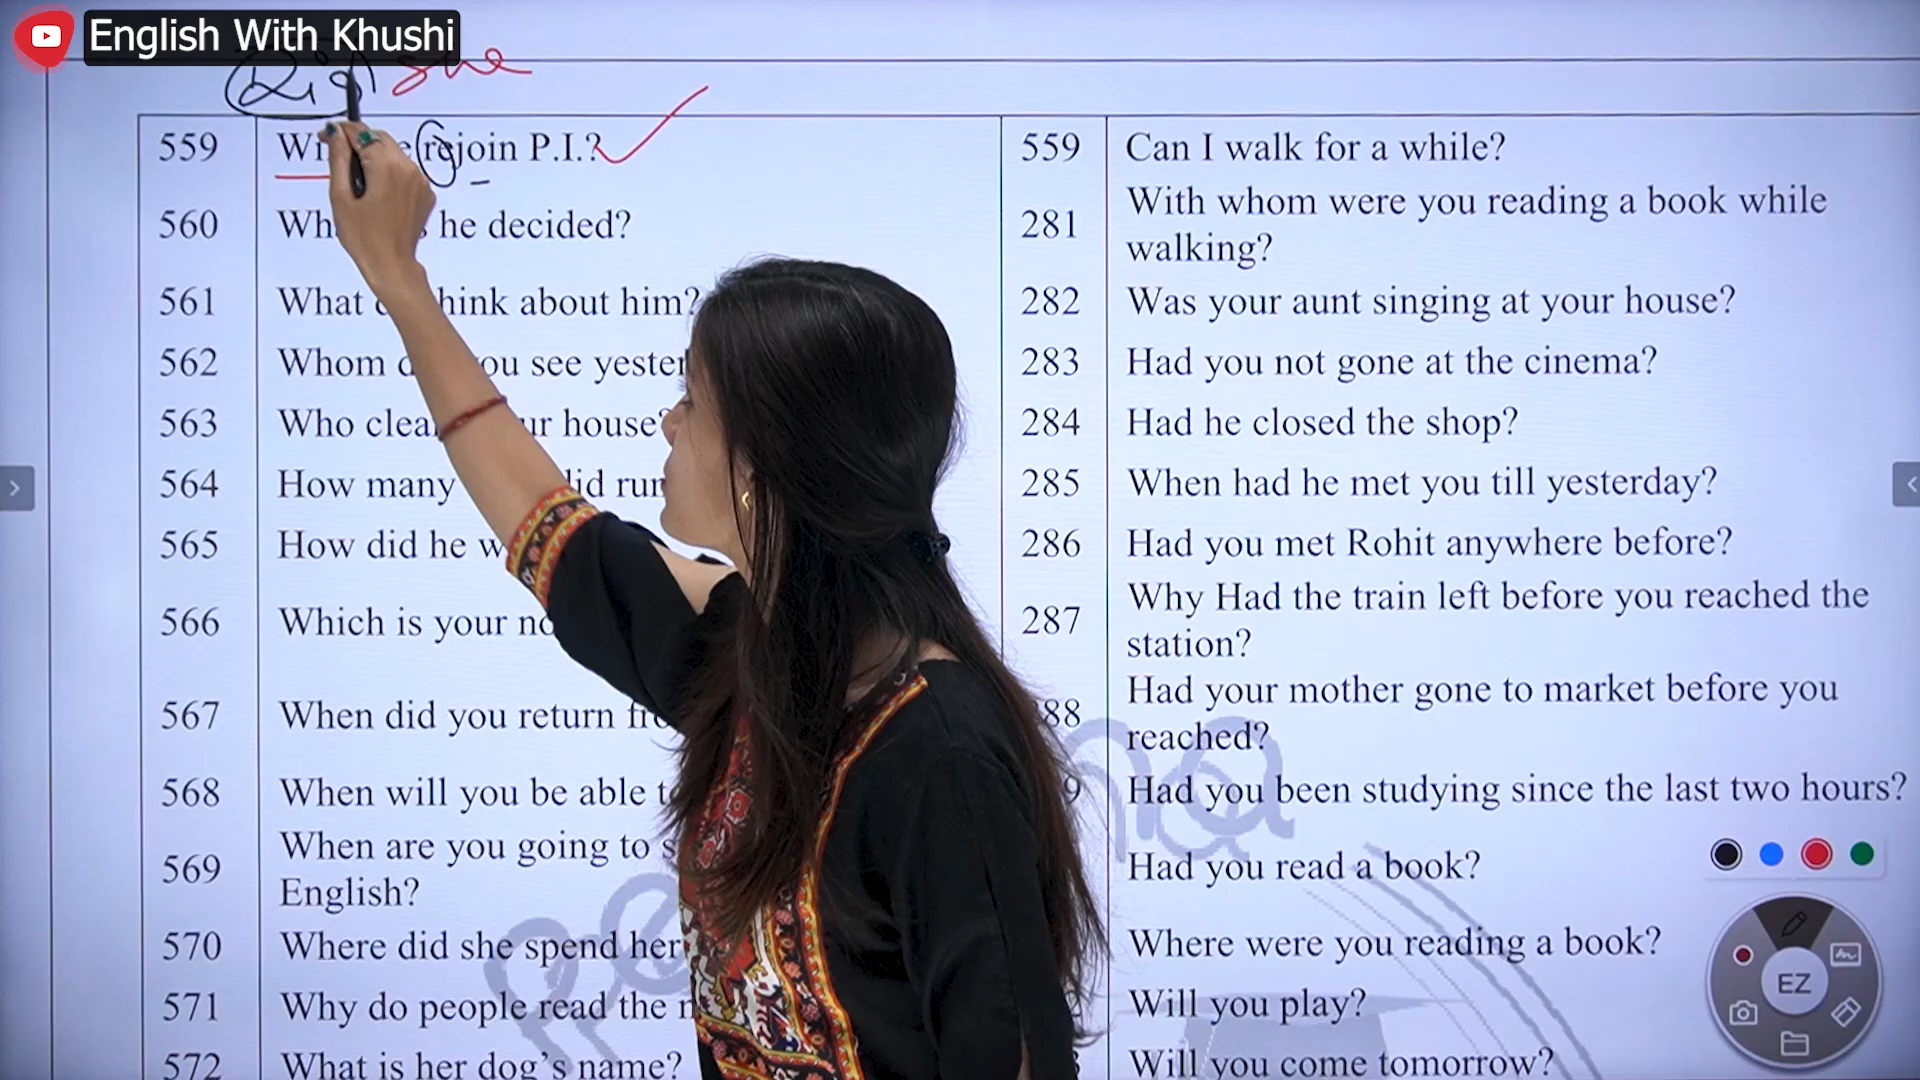 English With Khushi
she
559 rejoin P.I.?
560 he decided?
561 What think about him?
562 Whom you see
563 Who your house?
564 How many did run
565 How did he
566 Which is your
567 When did you return
568 When will you be able
569 When are you going to
English?
570 Where did she spend her
571 Why do people read the
572 What is her dog's name?
559 Can I walk for a while?
281 With whom were you reading a book while
walking?
282 Was your aunt singing at your house?
283 Had you not gone at the cinema?
284 Had he closed the shop?
285 When had he met you till yesterday?
286 Had you met Rohit anywhere before?
287 Why Had the train left before you reached the
station?
Had your mother gone to market before you
reached?
Had you been studying since the last two hours?
Had you read a book?
Where were you reading a book?
Will you play?
Will you come tomorrow?
EZ